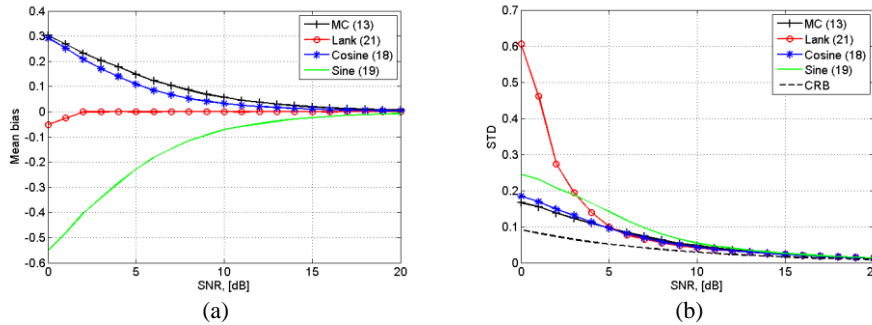 0.4
0.3
0.2
0.1
0
-0.1
-0.2
-0.3
-0.4
-0.5
-0.6
Mean bias
0 5 10 15 20
SNR, [dB]
MC (13)
Lank (21)
Cosine (18)
Sine (19)
(a)
0.7
0.6
0.5
0.4
0.3
0.2
0.1
0
STD
0 5 10 15 20
SNR, [dB]
MC (13)
Lank (21)
Cosine (18)
Sine (19)
CRB
(b)